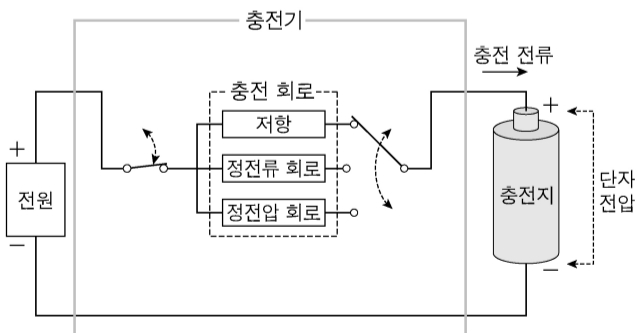 충전기
충전 전류
충전 회로
저항
정전류 회로
정전압 회로
+
전원
−
+
충전지
−
단자
전압